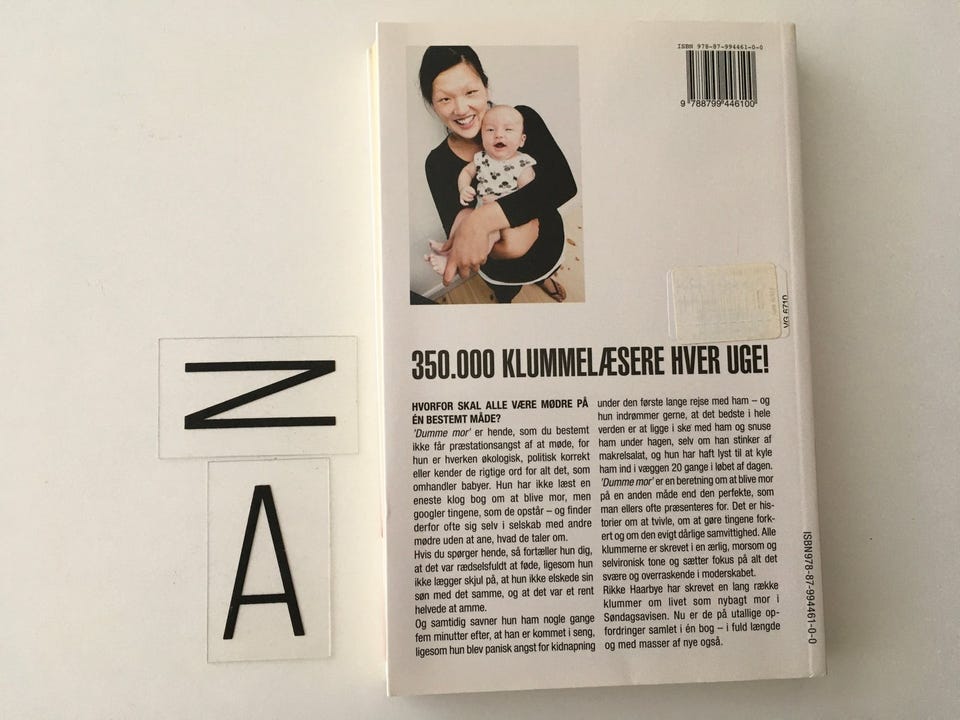 ISBN 978-87-994461-0-0
9 788799 446100
VG 6710
350.000 KLUMMELÆSERE HVER UGE!
HVORFOR SKAL ALLE VÆRE MØDRE PÅ
ÉN BESTEMT MÅDE?
'Dumme mor' er hende, som du bestemt
ikke får præstationsangst af at møde, for
hun er hverken økologisk, politisk korrekt
eller kender de rigtige ord for alt det, som
omhandler babyer. Hun har ikke læst en
eneste klog bog om at blive mor, men
googler tingene, som de opstår – og finder
derfor ofte sig selv i selskab med andre
mødre uden at ane, hvad de taler om.
Hvis du spørger hende, så fortæller hun dig,
at det var rædselsfuldt at føde, ligesom hun
ikke lægger skjul på, at hun ikke elskede sin
søn med det samme, og at det var et rent
helvede at amme.
Og samtidig savner hun ham nogle gange
fem minutter efter, at han er kommet i seng,
ligesom hun blev panisk angst for kidnapning
under den første lange rejse med ham – og
hun indrømmer gerne, at det bedste i hele
verden er at ligge i ske med ham og snuse
ham under hagen, selv om han stinker af
makrelsalat, og hun har haft lyst til at kyle
ham ind i væggen 20 gange i løbet af dagen.
'Dumme mor' er en beretning om at blive mor
på en anden måde end den perfekte, som
man ellers ofte præsenteres for. Det er his-
torier om at tvivle, om at gøre tingene fork-
ert og om den evigt dårlige samvittighed. Alle
klummerne er skrevet i en ærlig, morsom og
selvironisk tone og sætter fokus på alt det
svære og overraskende i moderskabet.
Rikke Haarbye har skrevet en lang række
klummer om livet som nybagt mor i
Søndagsavisen. Nu er de på utallige op-
fordringer samlet i én bog – i fuld længde
og med masser af nye også.
ISBN978-87-994461-0-0
Z
A